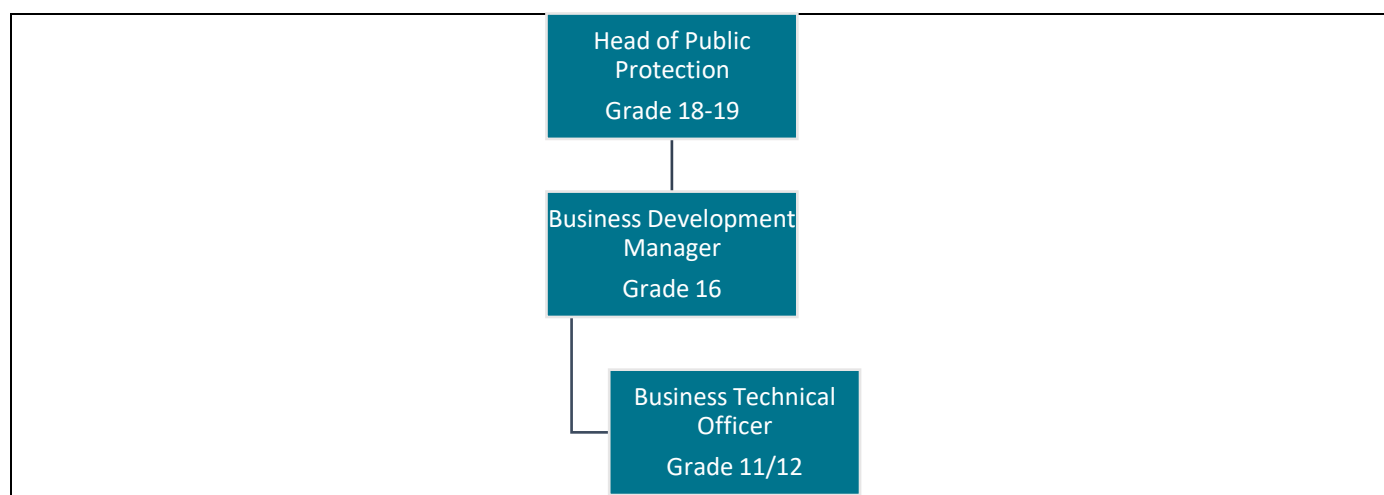 Head of Public
Protection
Grade 18-19
Business Development
Manager
Grade 16
Business Technical
Officer
Grade 11/12